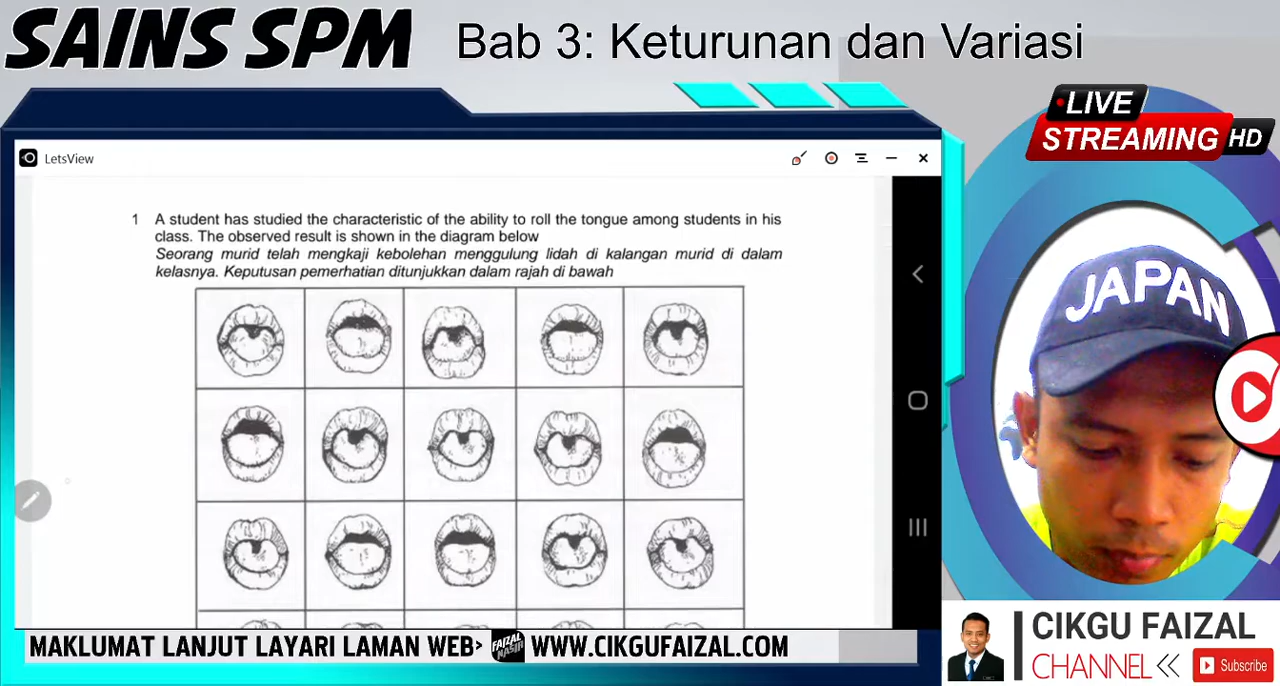 SAINS SPM
Bab 3: Keturunan dan Variasi
LIVE
STREAMING HD
LetsView
1 A student has studied the characteristic of the ability to roll the tongue among students in his
class. The observed result is shown in the diagram below
Seorang murid telah mengkaji kebolehan menggulung lidah di kalangan murid di dalam
kelasnya. Keputusan pemerhatian ditunjukkan dalam rajah di bawah
JAPAN
MAKLUMAT LANJUT LAYARI LAMAN WEB> FAIZAL NASIR WWW.CIKGUFAIZAL.COM
CIKGU FAIZAL
CHANNEL << Subscribe